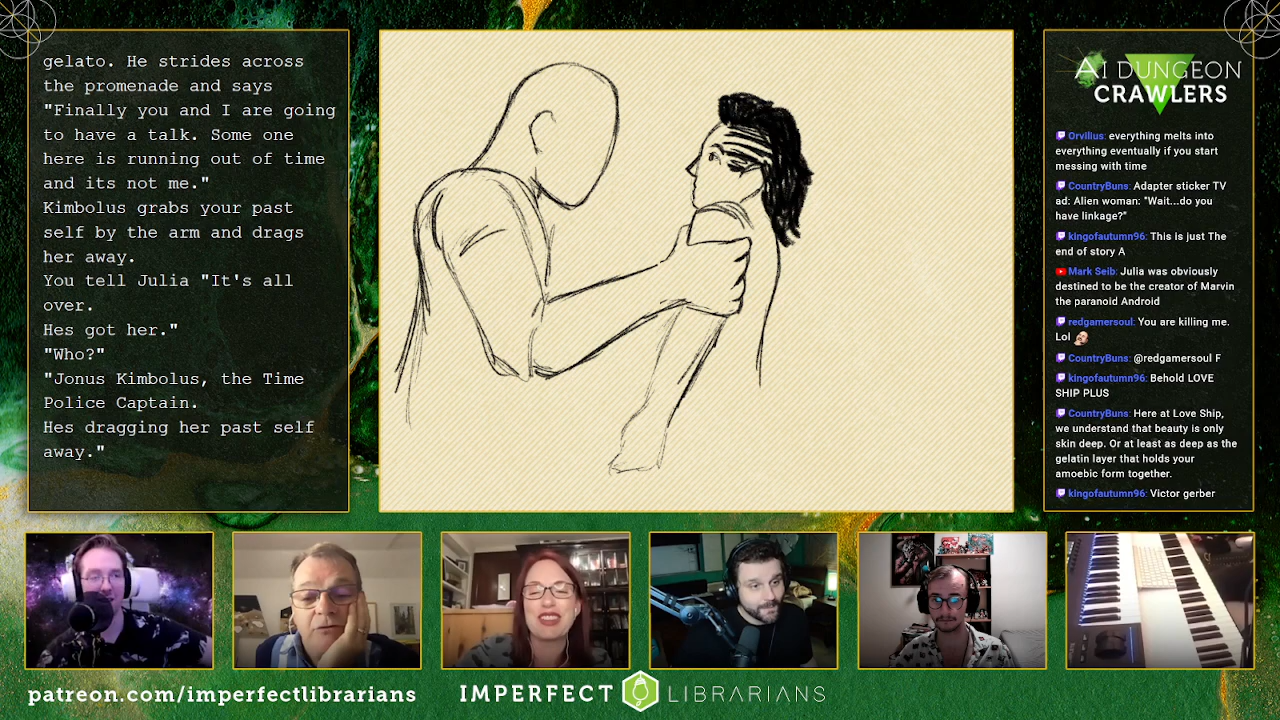 gelato. He strides across
the promenade and says
"Finally you and I are going
to have a talk. Some one
here is running out of time
and its not me."
Kimbolus grabs your past
self by the arm and drags
her away.
You tell Julia "It's all
over.
Hes got her."
"Who?"
"Jonus Kimbolus, the Time
Police Captain.
Hes dragging her past self
away."
AI DUNGEON
CRAWLERS
Orvilius: everything melts into
everything eventually if you start
messing with time
CountryBuns: Adapter sticker TV
ad: Alien woman: "Wait...do you
have linkage?"
kingofautumn96: This is just The
end of story A
Mark Seib: Julia was obviously
destined to be the creator of Marvin
the paranoid Android
redgamersoul: You are killing me.
Lol
CountryBuns: @redgamersoul F
kingofautumn96: Behold LOVE
SHIP PLUS
CountryBuns: Here at Love Ship,
we understand that beauty is only
skin deep. Or at least as deep as the
gelatin layer that holds your
amoebic form together.
kingofautumn96: Victor gerber
patreon.com/imperfectlibrarians
IMPERFECT LIBRARIANS